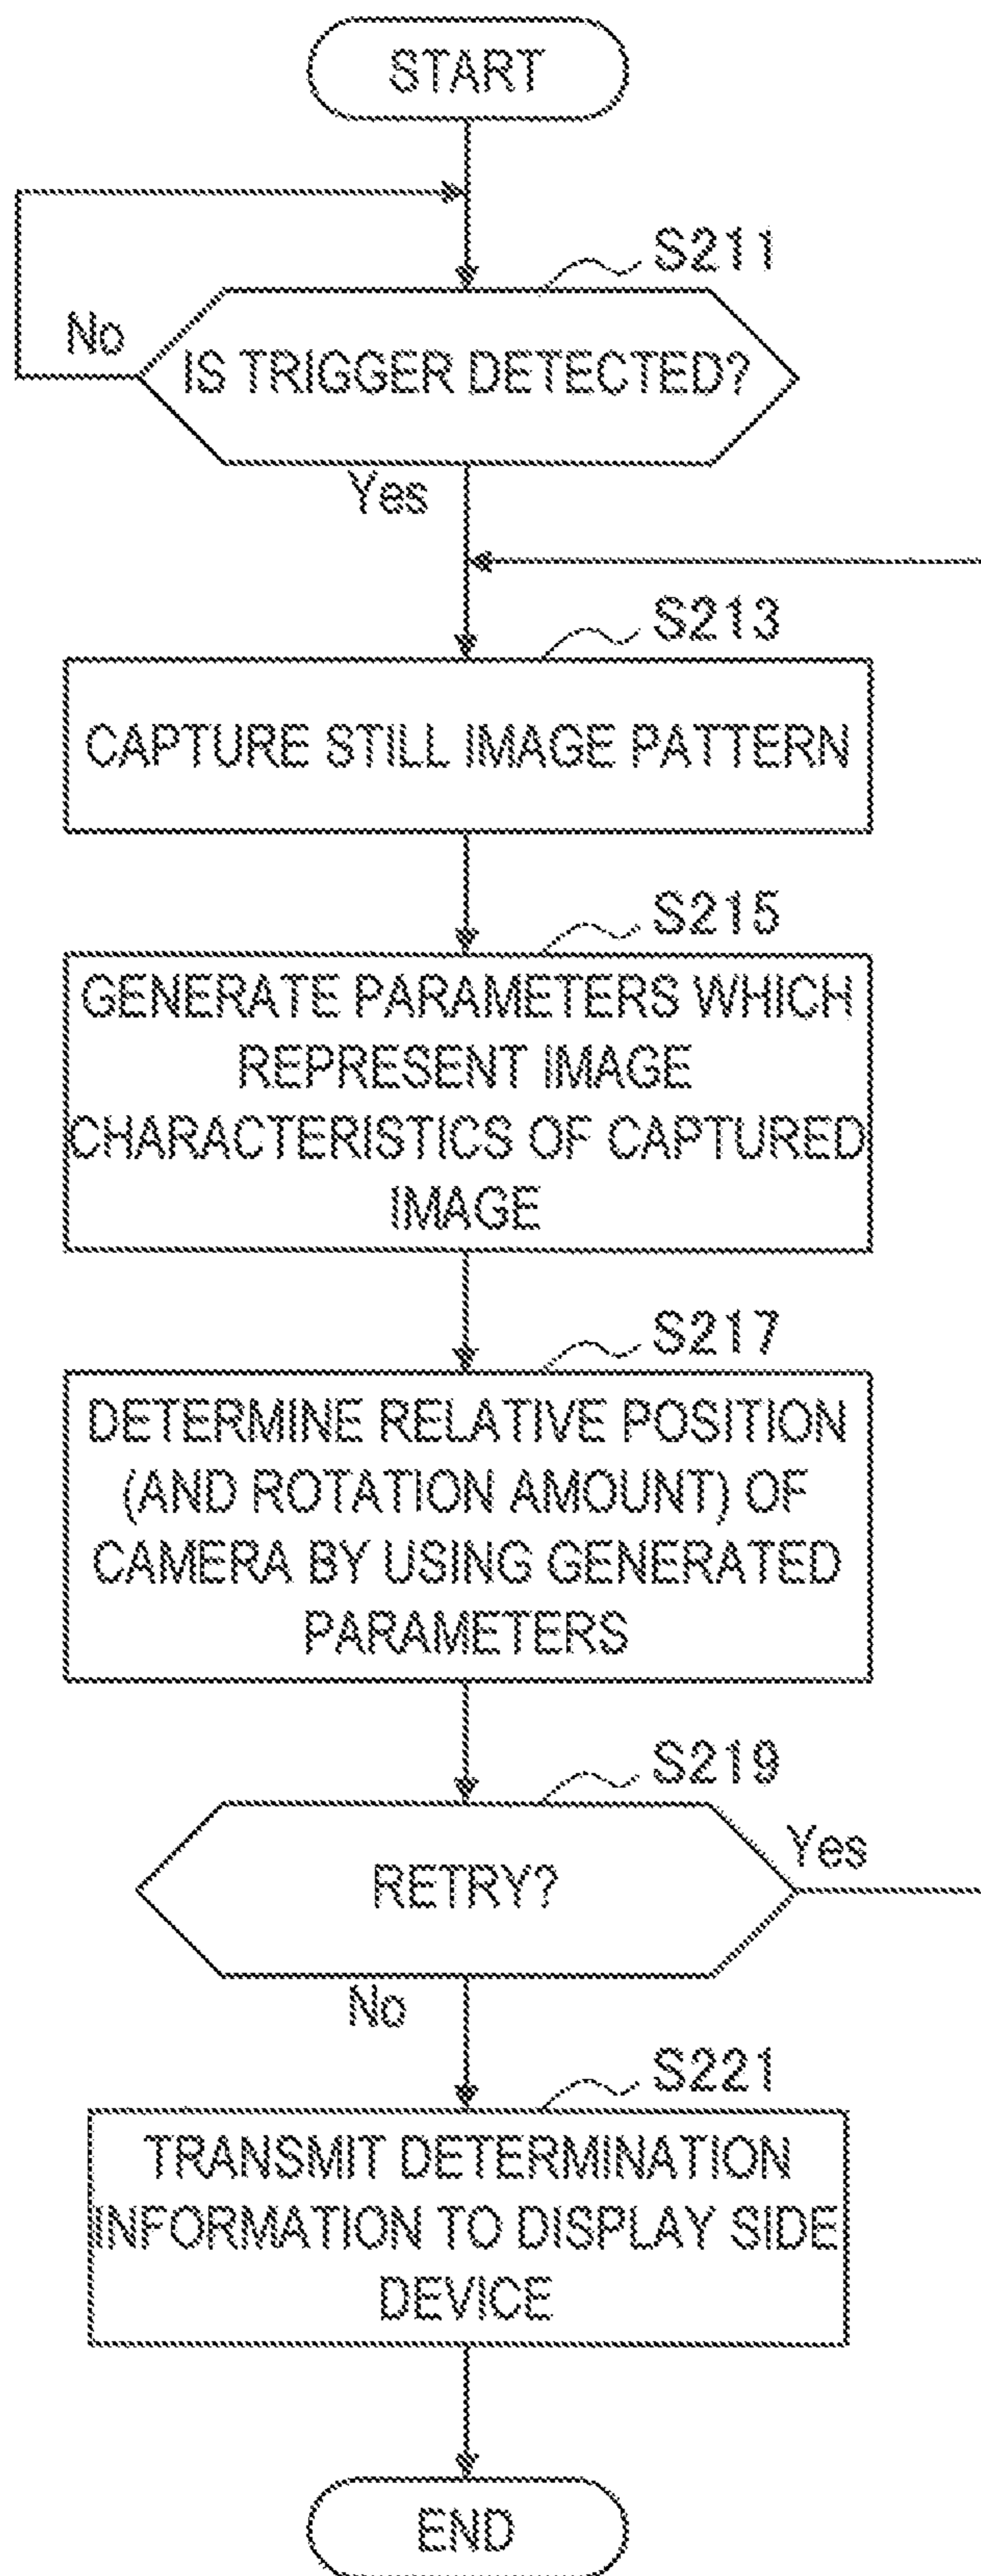 START
S211
No
IS TRIGGER DETECTED?
Yes
S213
CAPTURE STILL IMAGE PATTERN
S215
GENERATE PARAMETERS WHICH
REPRESENT IMAGE
CHARACTERISTICS OF CAPTURED
IMAGE
S217
DETERMINE RELATIVE POSITION
(AND ROTATION AMOUNT) OF
CAMERA BY USING GENERATED
PARAMETERS
S219
Yes
RETRY?
No
S221
TRANSMIT DETERMINATION
INFORMATION TO DISPLAY SIDE
DEVICE
END